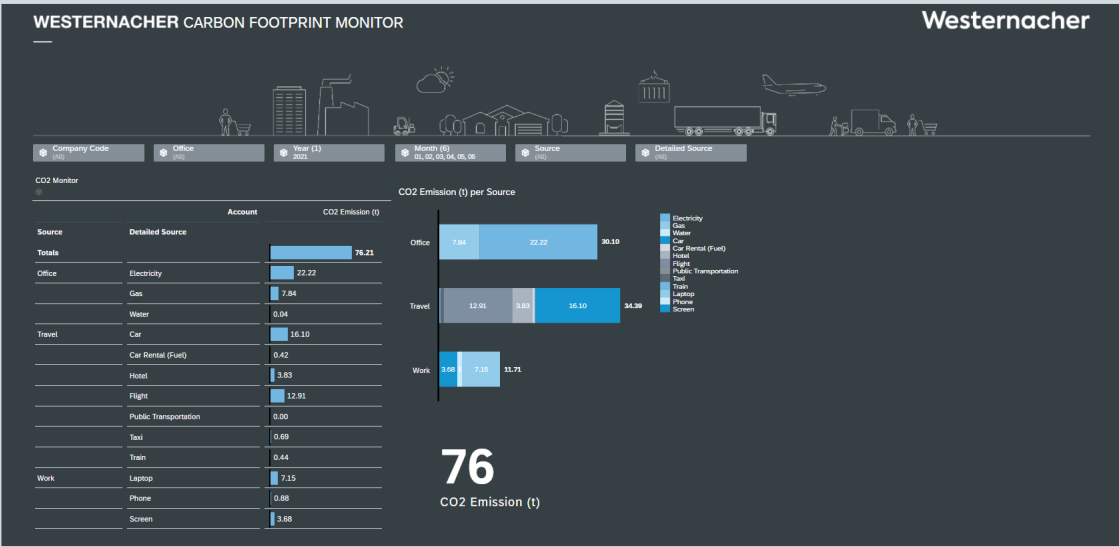 WESTERNACHER CARBON FOOTPRINT MONITOR
Westernacher
Company Code
(All)
Office
(All)
Year (1)
2021
Month (6)
01, 02, 03, 04, 05, 06
Source
(All)
Detailed Source
(All)
CO2 Monitor
Account CO2 Emission (t)
Source Detailed Source
Totals 76.21
Office Electricity 22.22
Gas 7.84
Water 0.04
Travel Car 16.10
Car Rental (Fuel) 0.42
Hotel 3.83
Flight 12.91
Public Transportation 0.00
Taxi 0.69
Train 0.44
Work Laptop 7.15
Phone 0.88
Screen 3.68
CO2 Emission (t) per Source
Office 7.84 22.22 30.10
Travel 12.91 3.83 16.10 34.39
Work 3.68 7.15 11.71
Electricity
Gas
Water
Car
Car Rental (Fuel)
Hotel
Flight
Public Transportation
Taxi
Train
Laptop
Phone
Screen
76
CO2 Emission (t)